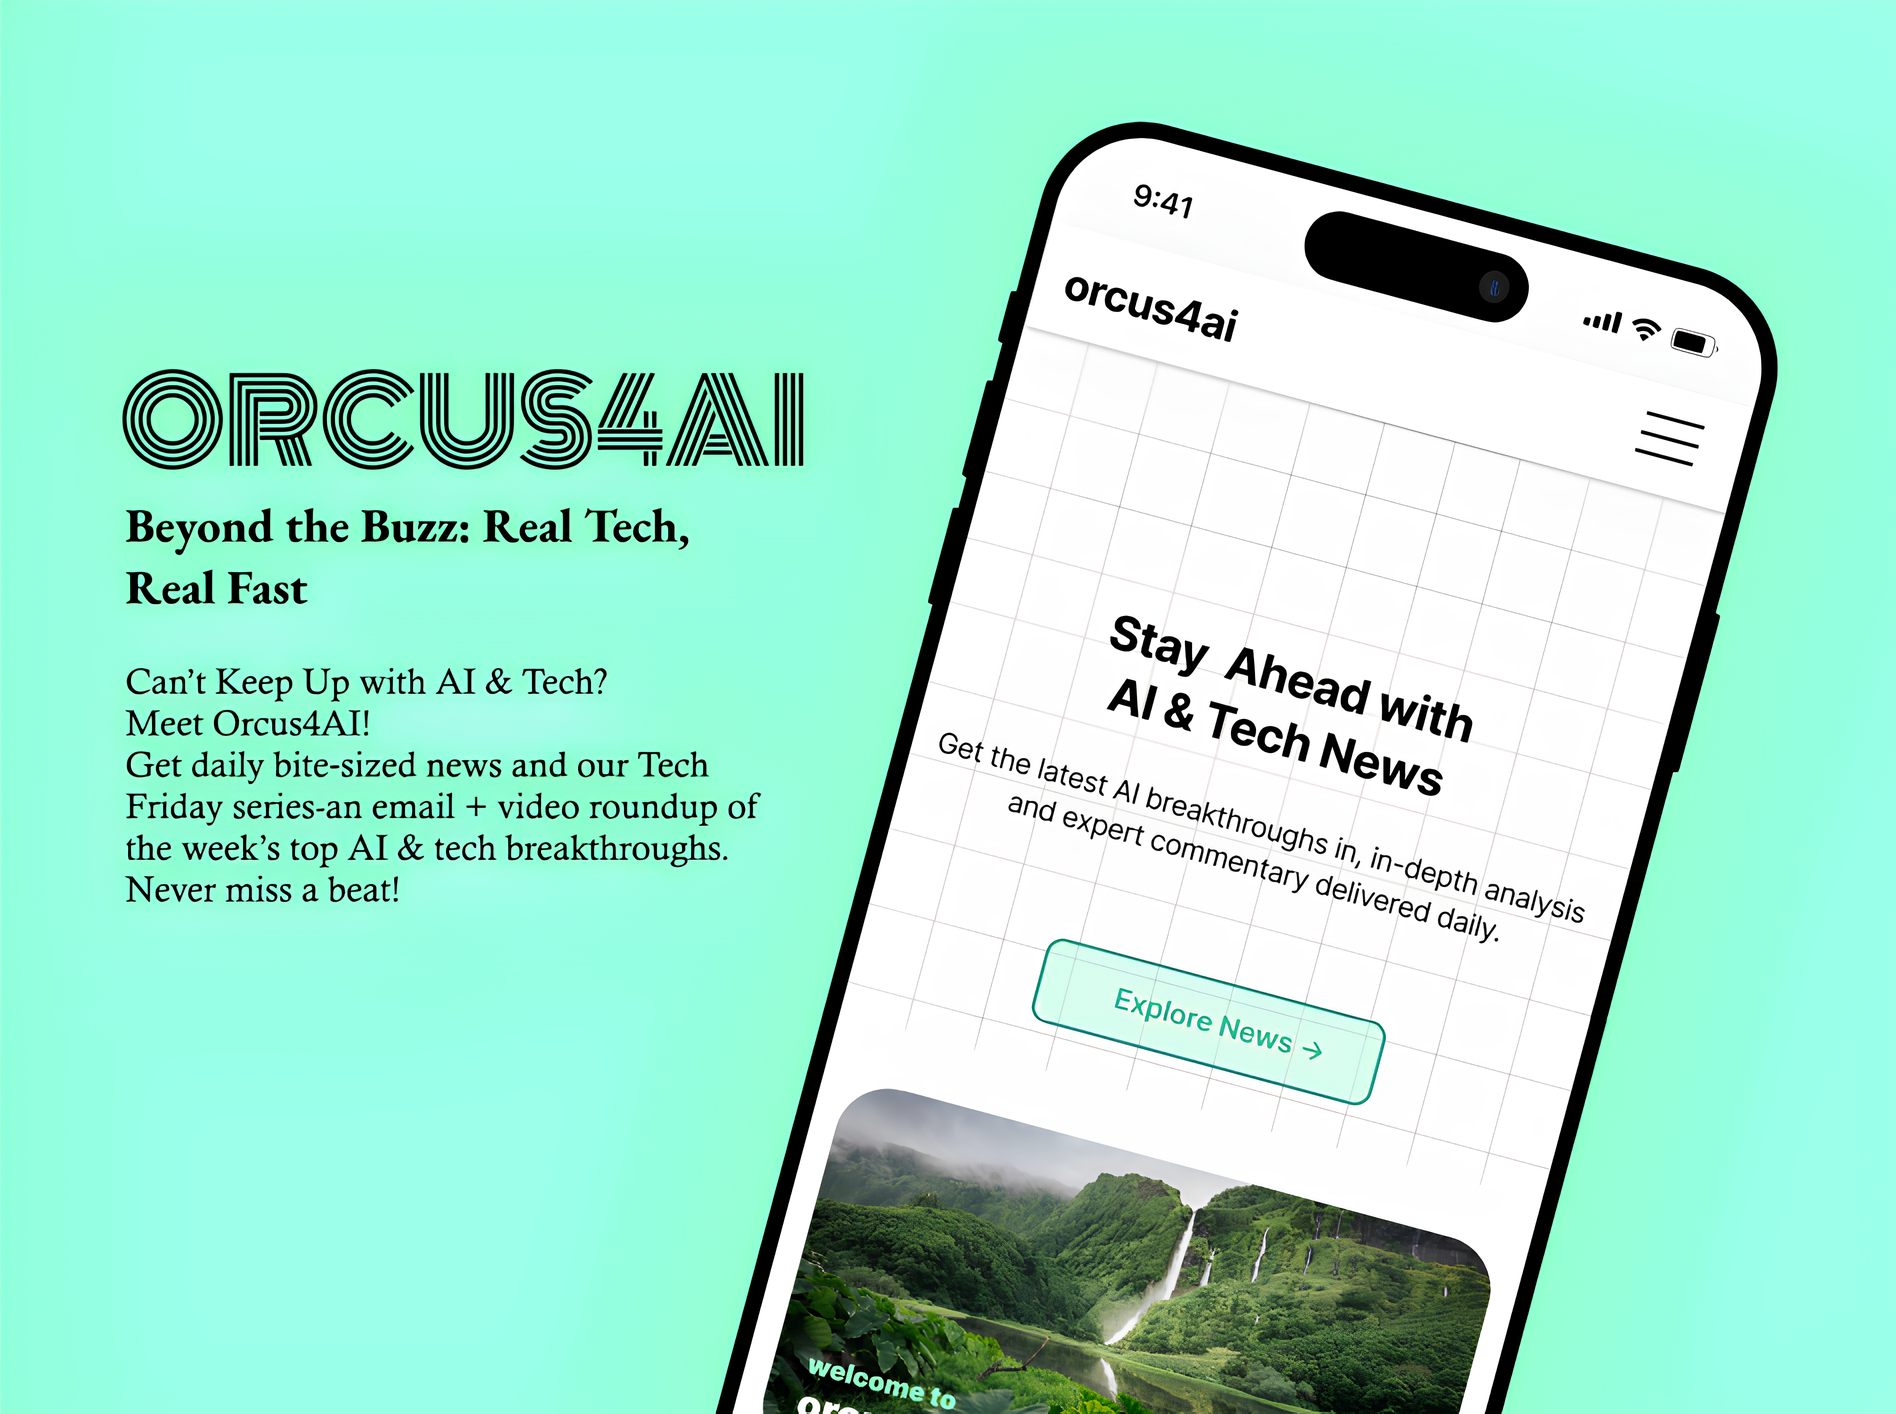 ORCUS4AI
Beyond the Buzz: Real Tech,
Real Fast
Can't Keep Up with AI & Tech?
Meet Orcus4AI!
Get daily bite-sized news and our Tech
Friday series-an email + video roundup of
the week's top AI & tech breakthroughs.
Never miss a beat!
9:41
orcus4ai
Stay Ahead with
AI & Tech News
Get the latest AI breakthroughs in, in-depth analysis
and expert commentary delivered daily.
Explore News →
welcome to